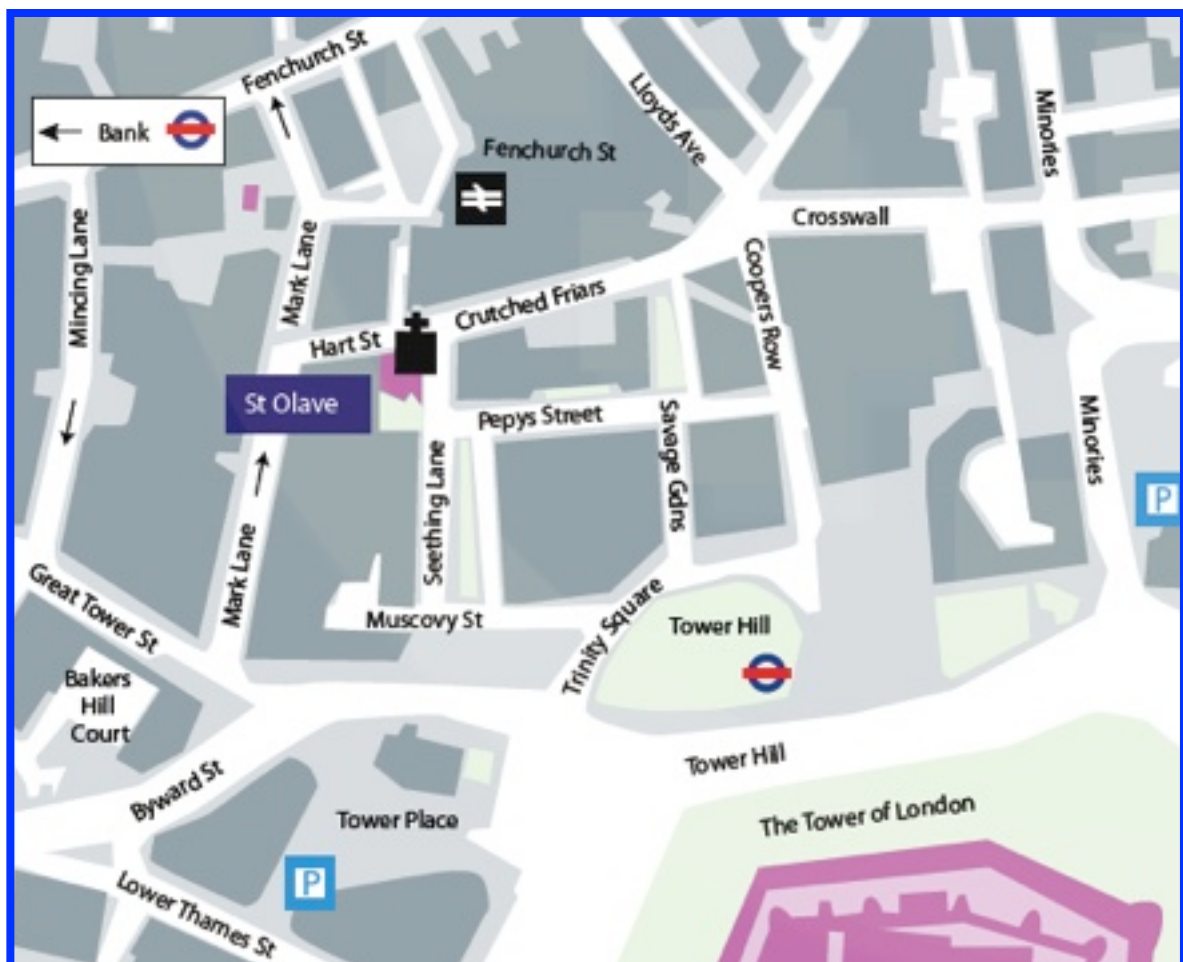 Fenchurch St
Bank
Fenchurch St
Lloyds Ave
Minories
Mincing Lane
Mark Lane
Crosswall
Coopers Row
Crutched Friars
Hart St
St Olave
Pepys Street
Savage Gdns
Minories
P
Seething Lane
Mark Lane
Great Tower St
Muscovy St
Trinity Square
Tower Hill
Bakers
Hill
Court
Tower Hill
Byward St
Tower Place
The Tower of London
P
Lower Thames St